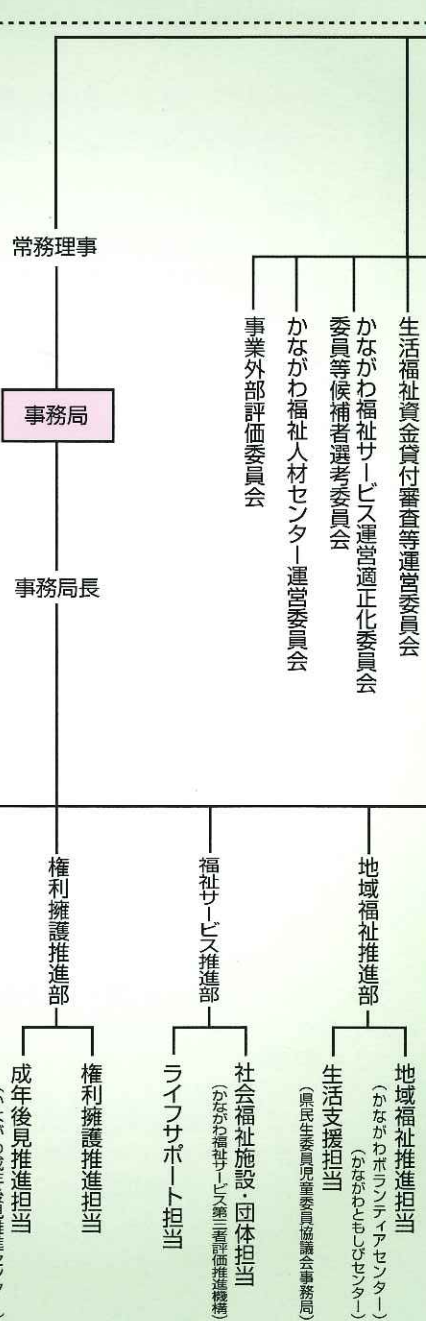 生活福祉資金貸付審査等運営委員会
かながわ福祉サービス運営適正化委員会
委員等候補者選考委員会
かながわ福祉人材センター運営委員会
事業外部評価委員会
常務理事
事務局
事務局長
地域福祉推進部
地域福祉推進担当
(かながわボランティアセンター)
(かながわともしびセンター)
生活支援担当
(県民生委員児童委員協議会事務局)
福祉サービス推進部
社会福祉施設・団体担当
(かながわ福祉サービス第三者評価推進機構)
ライフサポート担当
権利擁護推進部
権利擁護推進担当
成年後見推進担当